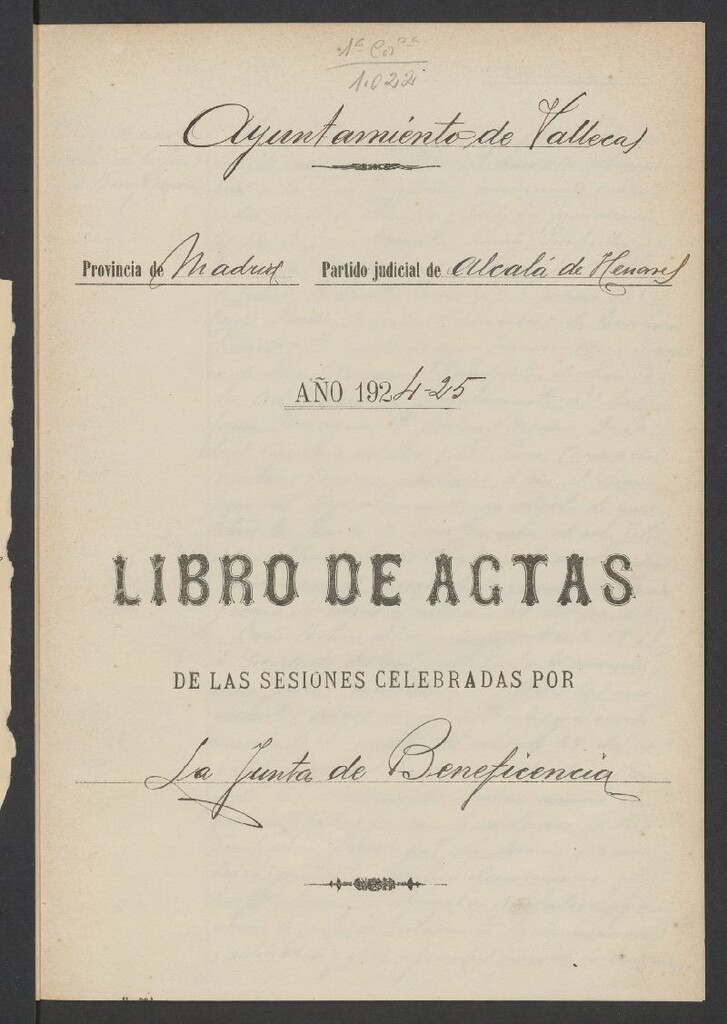 1.022
Ayuntamiento de Vallecas
Provincia de Madrid Partido judicial de Alcalá de Henares
AÑO 1924-25
LIBRO DE ACTAS
DE LAS SESIONES CELEBRADAS POR
La Junta de Beneficencia